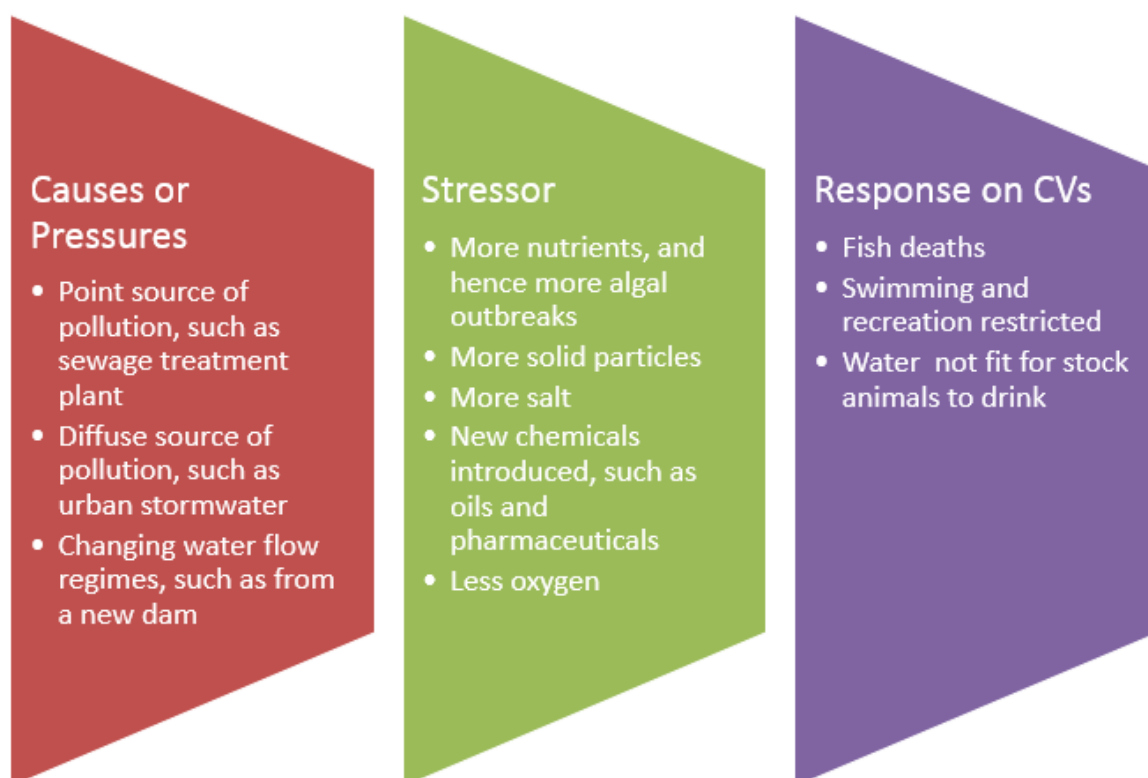 Causes or
Pressures
• Point source of
pollution, such as
sewage treatment
plant
• Diffuse source of
pollution, such as
urban stormwater
• Changing water flow
regimes, such as from
a new dam
Stressor
• More nutrients, and
hence more algal
outbreaks
• More solid particles
• More salt
• New chemicals
introduced, such as
oils and
pharmaceuticals
• Less oxygen
Response on CVs
• Fish deaths
• Swimming and
recreation restricted
• Water  not fit for stock
animals to drink